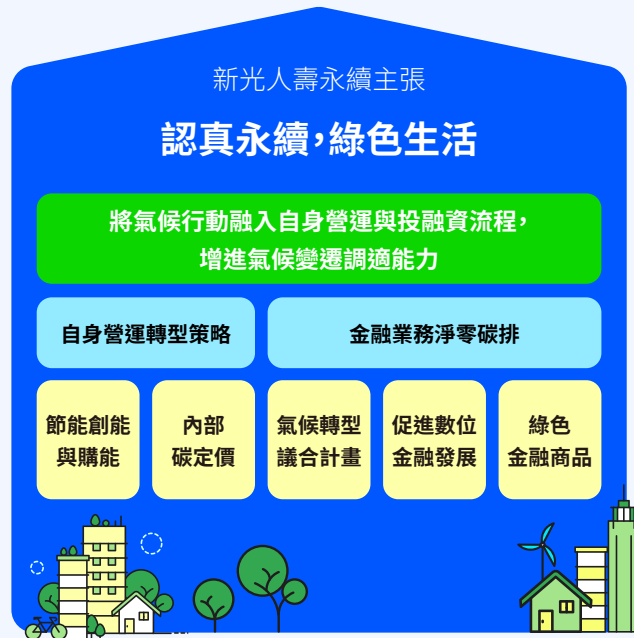 新光人壽永續主張
認真永續,綠色生活
將氣候行動融入自身營運與投融資流程,
增進氣候變遷調適能力
自身營運轉型策略
金融業務淨零碳排
節能創能
與購能
內部
碳定價
氣候轉型
議合計畫
促進數位
金融發展
綠色
金融商品